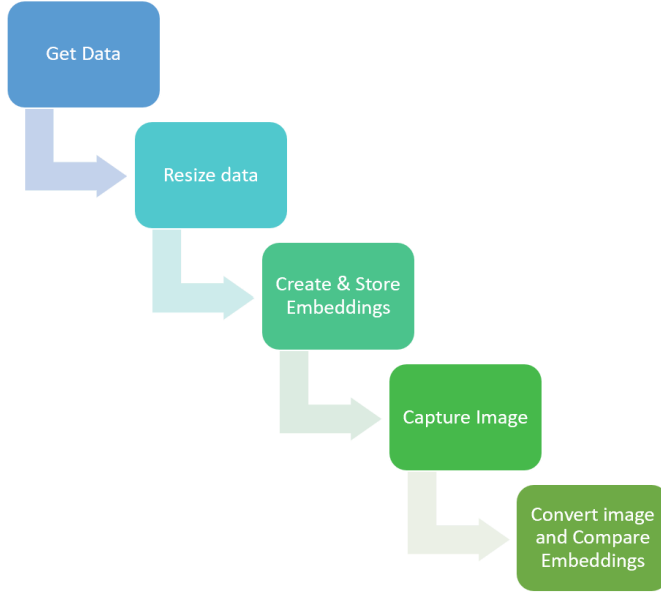 Get Data
Resize data
Create & Store
Embeddings
Capture Image
Convert image
and Compare
Embeddings